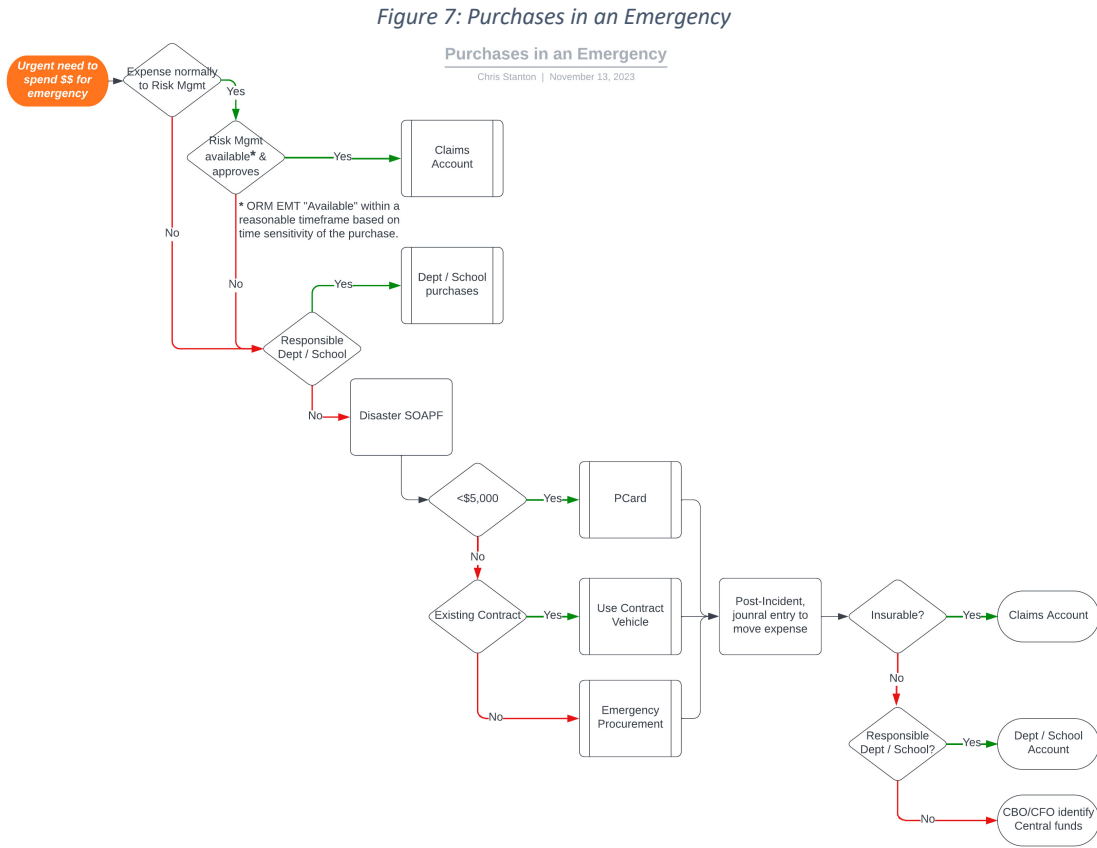 Figure 7: Purchases in an Emergency
Purchases in an Emergency
Chris Stanton | November 13, 2023
Urgent need to
spend $$ for
emergency
Expense normally
to Risk Mgmt
Yes
Risk Mgmt
available* &
approves
Yes
Claims
Account
* ORM EMT "Available" within a
reasonable timeframe based on
time sensitivity of the purchase.
No
No
Yes
Dept / School
purchases
Responsible
Dept / School
No
Disaster SOAPF
<$5,000
Yes
PCard
No
Existing Contract
Yes
Use Contract
Vehicle
Post-Incident,
jounral entry to
move expense
Insurable?
Yes
Claims Account
No
No
Emergency
Procurement
Responsible
Dept / School?
Yes
Dept / School
Account
No
CBO/CFO identify
Central funds